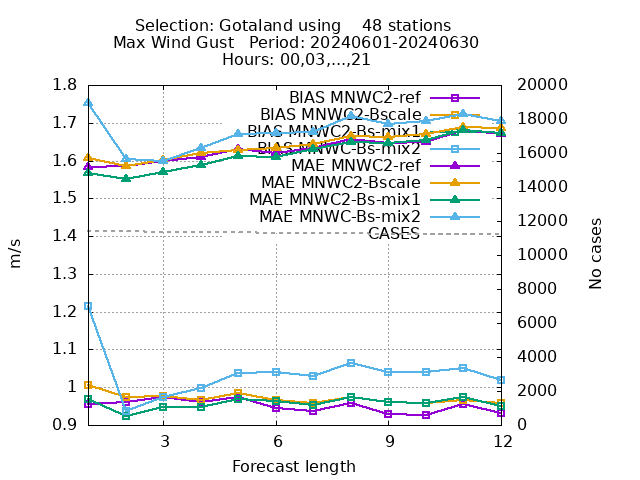 Selection: Gotaland using 48 stations
Max Wind Gust Period: 20240601-20240630
Hours: 00,03,...,21
1.8
1.7
1.6
1.5
1.4
1.3
1.2
1.1
1
0.9
m/s
20000
18000
16000
14000
12000
10000
8000
6000
4000
2000
0
No cases
BIAS MNWC2-ref
BIAS MNWC2-Bscale
BIAS MNWC2-Bs-mix1
BIAS MNWC-Bs-mix2
MAE MNWC2-ref
MAE MNWC2-Bscale
MAE MNWC2-Bs-mix1
MAE MNWC-Bs-mix2
CASES
3 6 9 12
Forecast length